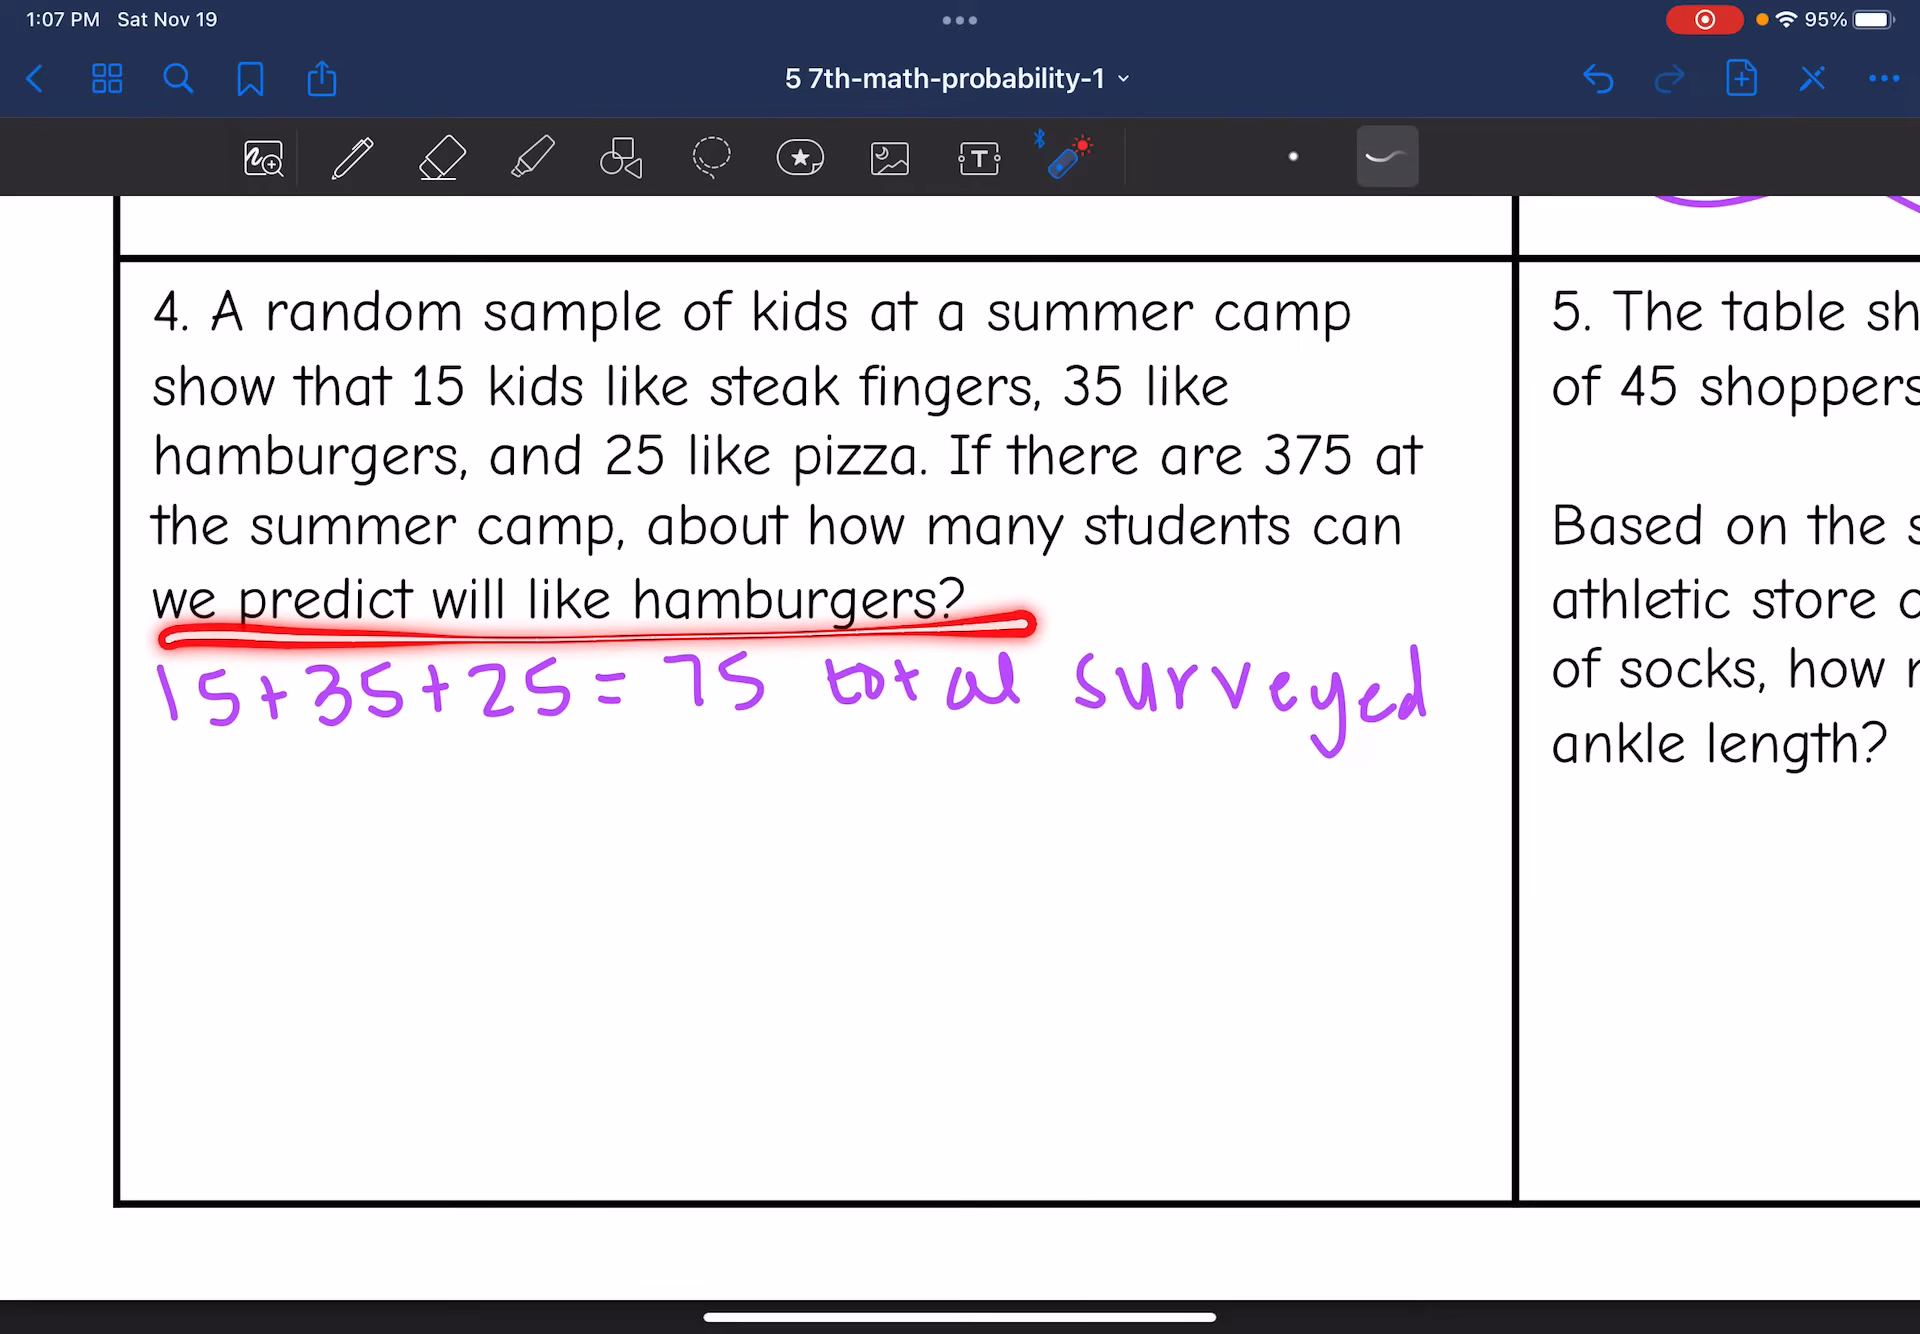 1:07 PM Sat Nov 19
95%
5 7th-math-probability-1
T
4. A random sample of kids at a summer camp
show that 15 kids like steak fingers, 35 like
hamburgers, and 25 like pizza. If there are 375 at
the summer camp, about how many students can
we predict will like hamburgers?
15+35+25=75 total surveyed
5. The table sh
of 45 shoppers
Based on the s
athletic store o
of socks, how r
ankle length?